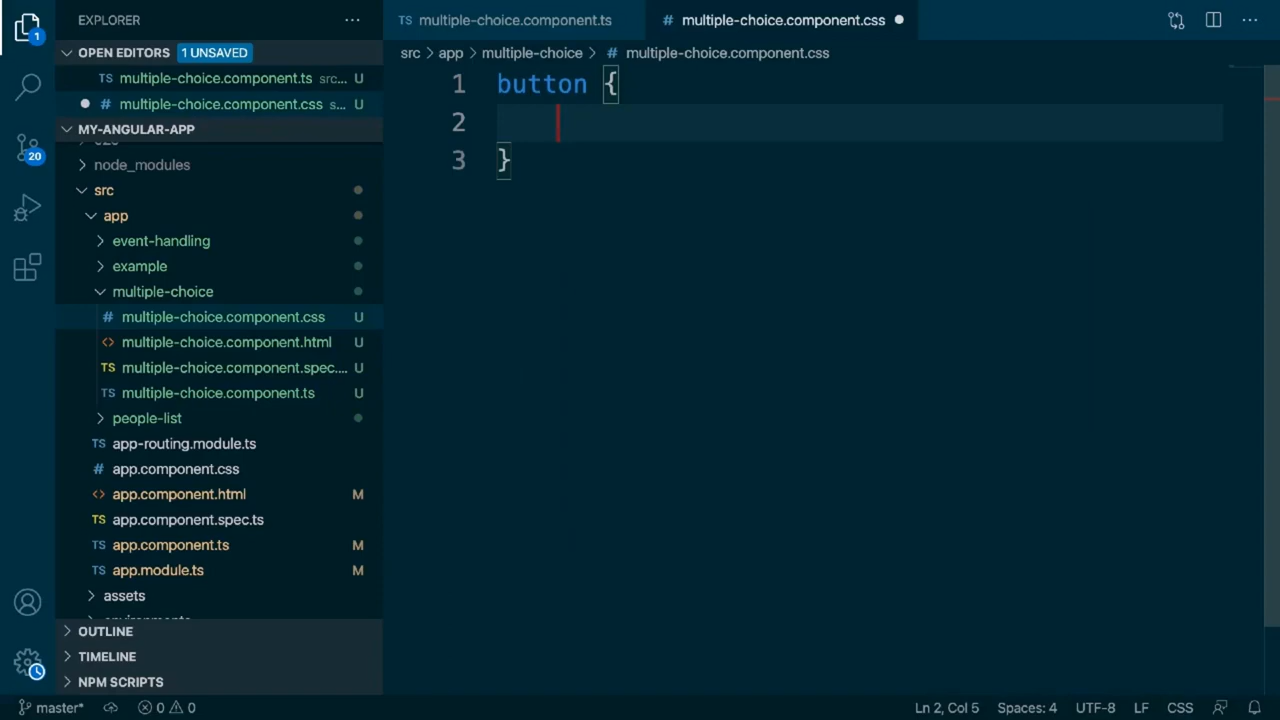 EXPLORER
TS multiple-choice.component.ts
# multiple-choice.component.css
1
OPEN EDITORS 1 UNSAVED
TS multiple-choice.component.ts src... U
# multiple-choice.component.css s... U
MY-ANGULAR-APP
node_modules
src
app
event-handling
example
multiple-choice
# multiple-choice.component.css U
<> multiple-choice.component.html U
TS multiple-choice.component.spec.... U
TS multiple-choice.component.ts U
people-list
TS app-routing.module.ts
# app.component.css
<> app.component.html M
TS app.component.spec.ts
TS app.component.ts M
TS app.module.ts M
assets
OUTLINE
TIMELINE
NPM SCRIPTS
20
src > app > multiple-choice > # multiple-choice.component.css
1 button {
2
3 }
master* 0 0
Ln 2, Col 5 Spaces: 4 UTF-8 LF CSS